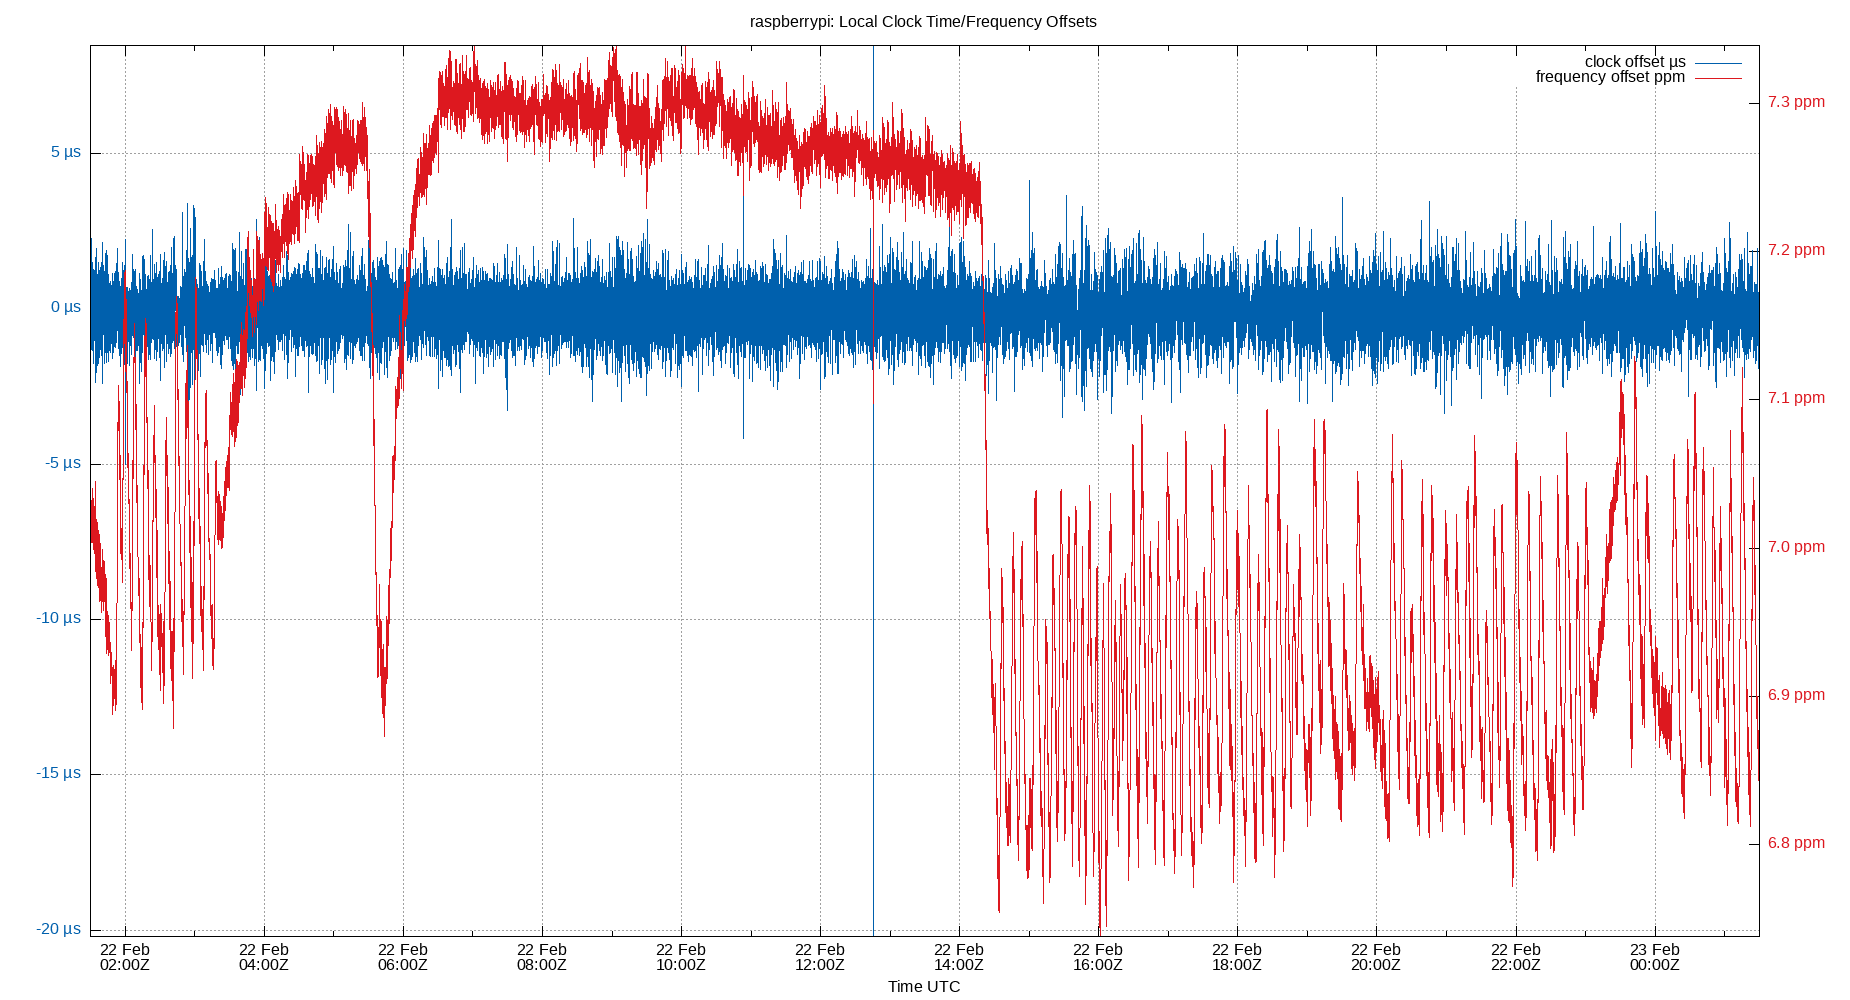 raspberrypi: Local Clock Time/Frequency Offsets
clock offset µs
frequency offset ppm
5 µs
0 µs
-5 µs
-10 µs
-15 µs
-20 µs
7.3 ppm
7.2 ppm
7.1 ppm
7.0 ppm
6.9 ppm
6.8 ppm
22 Feb 22 Feb 22 Feb 22 Feb 22 Feb 22 Feb 22 Feb 22 Feb 22 Feb 22 Feb 22 Feb 23 Feb
02:00Z 04:00Z 06:00Z 08:00Z 10:00Z 12:00Z 14:00Z 16:00Z 18:00Z 20:00Z 22:00Z 00:00Z
Time UTC